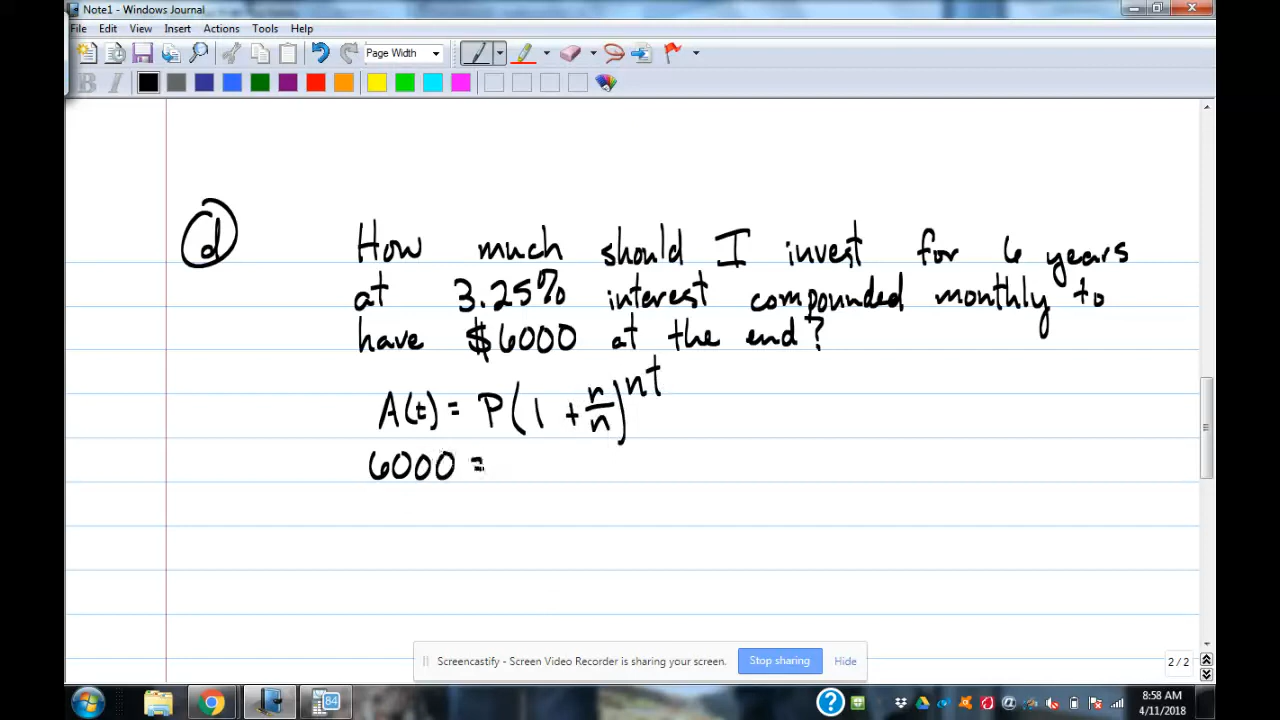 Note1 - Windows Journal
File Edit View Insert Actions Tools Help
Page Width
B I
d
How much should I invest for 6 years
at 3.25% interest compounded monthly to
have $6000 at the end?
A(t) = P(1 + r/n)^nt
6000 =
Screencastify - Screen Video Recorder is sharing your screen. Stop sharing Hide
2/2
84
8:58 AM
4/11/2018